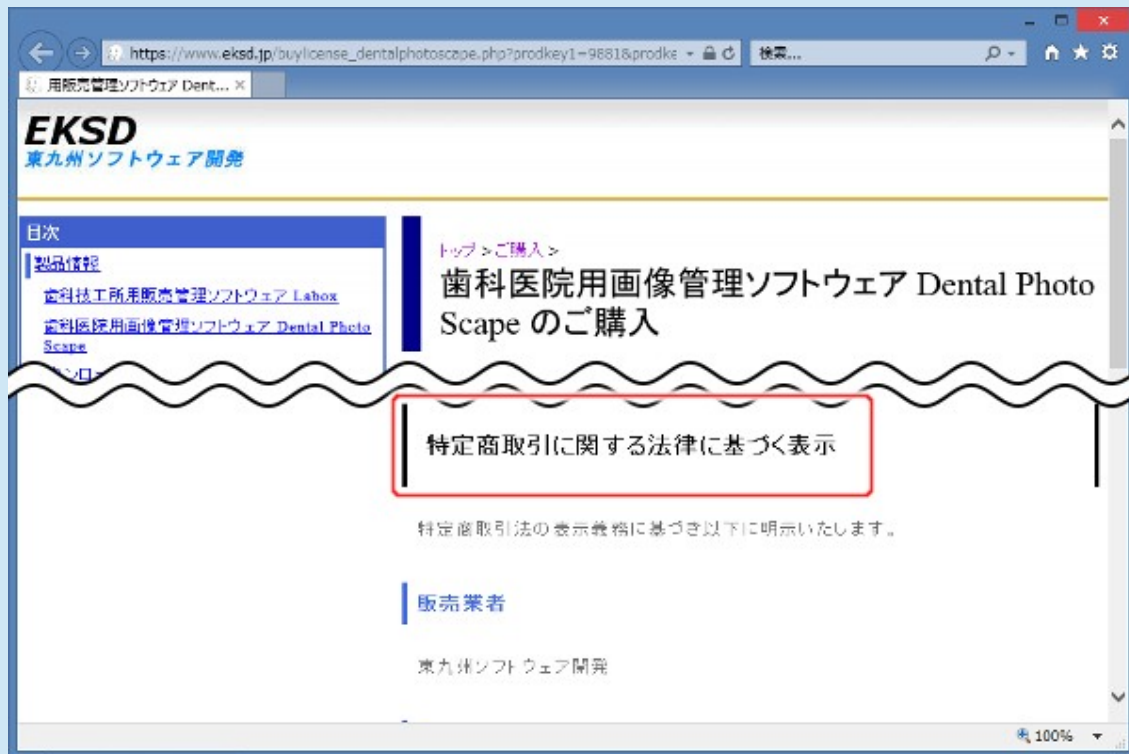 https://www.eksd.jp/buylicense_dentalphotoscape.php?prodkey1=9881&prodke
検索...
用販売管理ソフトウェア Dent...
EKSD
東九州ソフトウェア開発
目次
製品情報
歯科技工所用販売管理ソフトウェア Labox
歯科医院用画像管理ソフトウェア Dental Photo
Scape
トップ > ご購入 >
歯科医院用画像管理ソフトウェア Dental Photo
Scape のご購入
特定商取引に関する法律に基づく表示
特定商取引法の表示義務に基づき以下に明示いたします。
販売業者
東九州ソフトウェア開発
100%